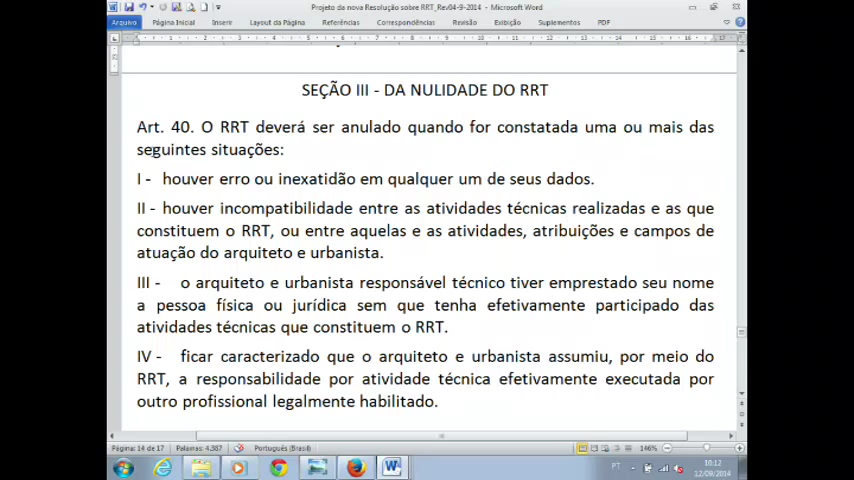 Projeto da nova Resolução sobre RRT_Rev04-9-2014 - Microsoft Word
Arquivo Página Inicial Inserir Layout da Página Referências Correspondências Revisão Exibição Suplementos PDF
SEÇÃO III - DA NULIDADE DO RRT
Art. 40. O RRT deverá ser anulado quando for constatada uma ou mais das
seguintes situações:
I - houver erro ou inexatidão em qualquer um de seus dados.
II - houver incompatibilidade entre as atividades técnicas realizadas e as que
constituem o RRT, ou entre aquelas e as atividades, atribuições e campos de
atuação do arquiteto e urbanista.
III - o arquiteto e urbanista responsável técnico tiver emprestado seu nome
a pessoa física ou jurídica sem que tenha efetivamente participado das
atividades técnicas que constituem o RRT.
IV - ficar caracterizado que o arquiteto e urbanista assumiu, por meio do
RRT, a responsabilidade por atividade técnica efetivamente executada por
outro profissional legalmente habilitado.
Página: 14 de 17 Palavras: 4.387 Português (Brasil) 146%
PT 10:12
12/09/2014